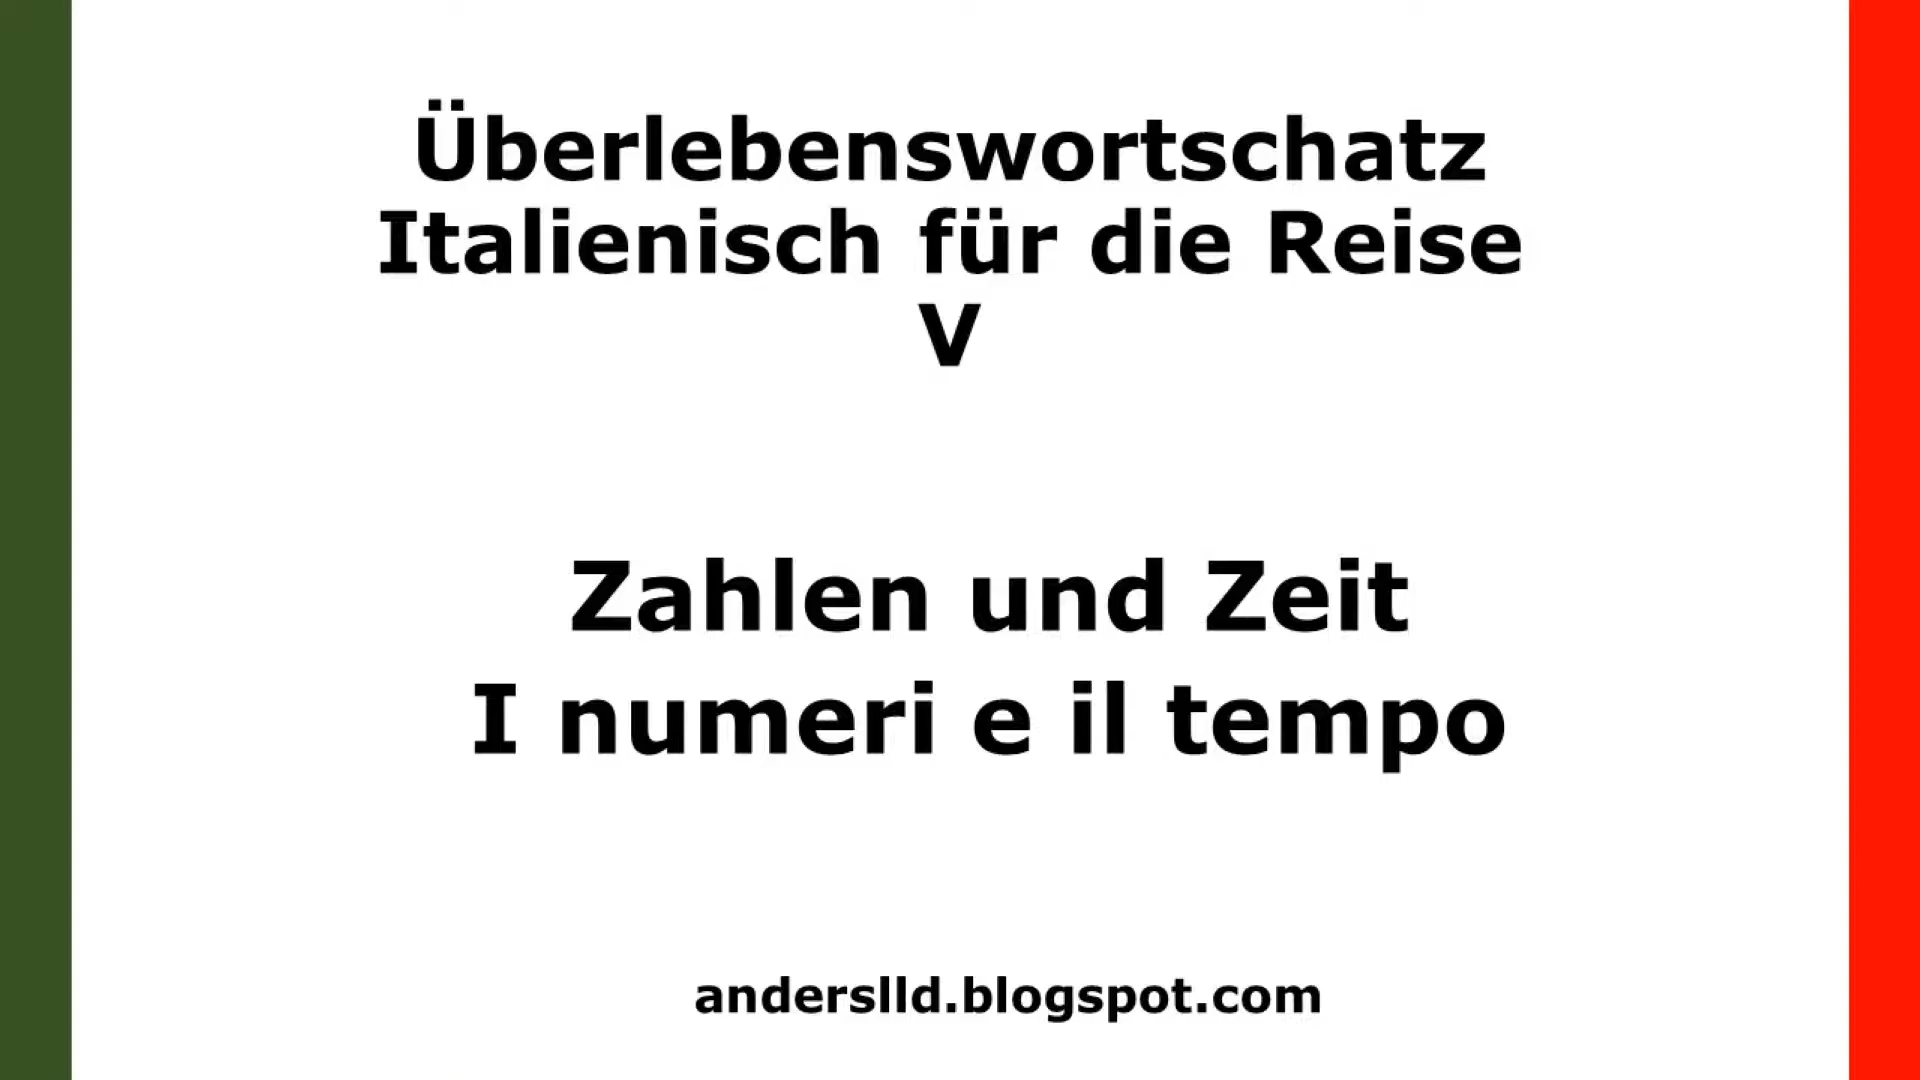 Überlebenswortschatz
Italienisch für die Reise
V
Zahlen und Zeit
I numeri e il tempo
anderslld.blogspot.com